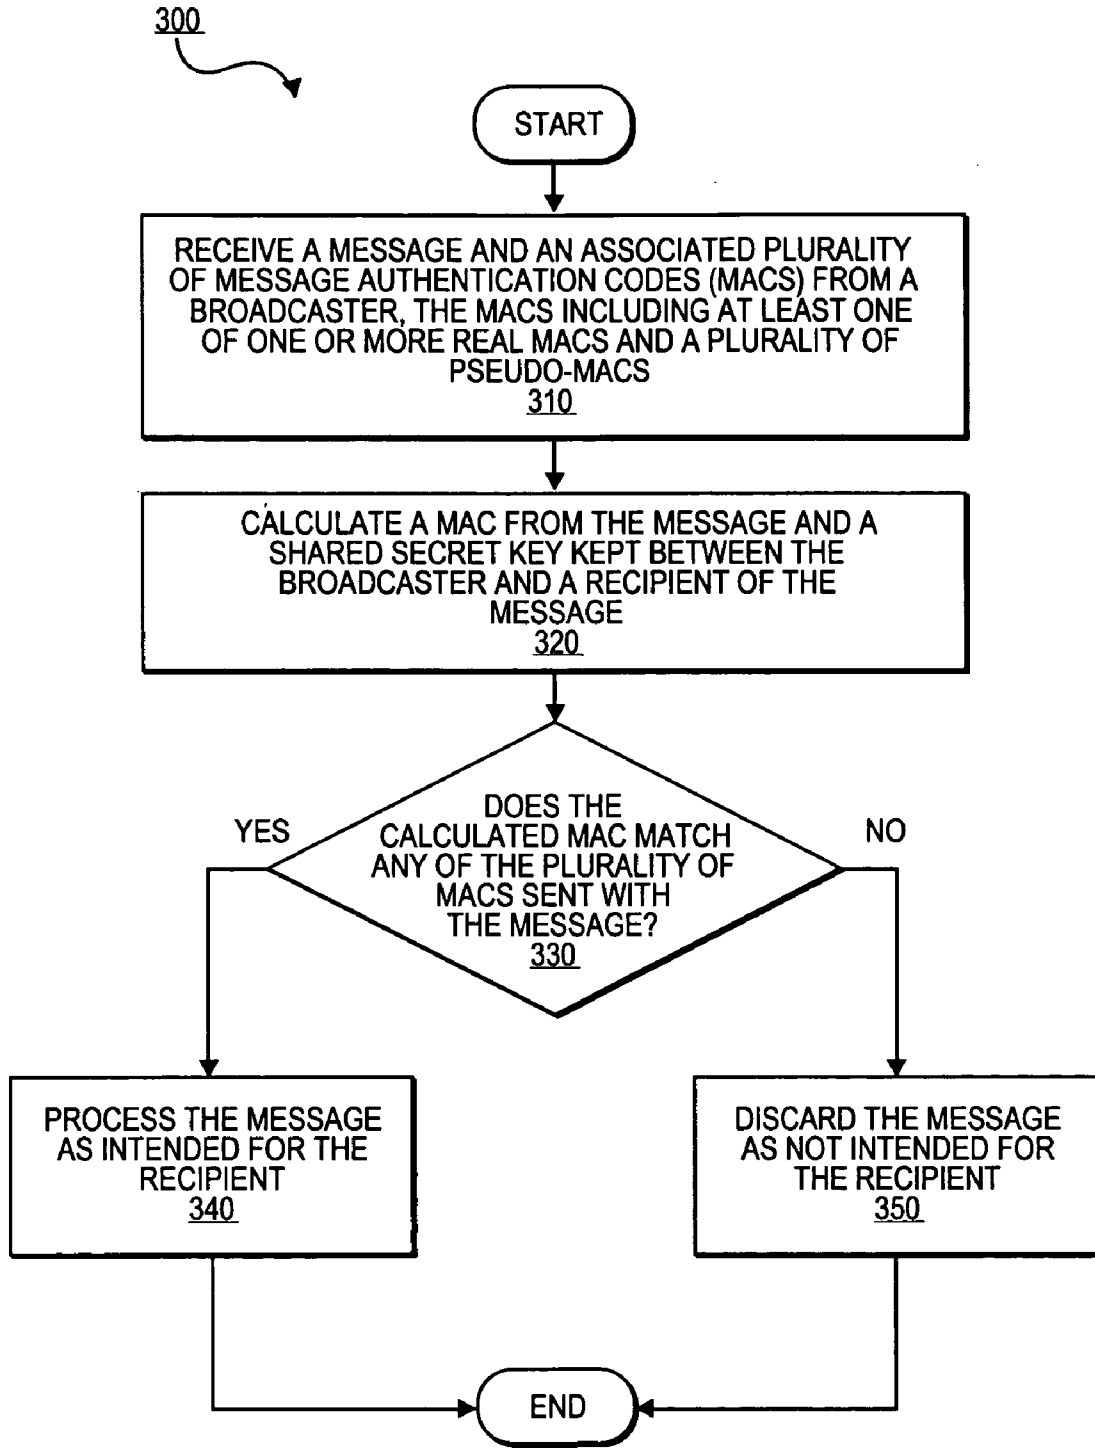 300
START
RECEIVE A MESSAGE AND AN ASSOCIATED PLURALITY
OF MESSAGE AUTHENTICATION CODES (MACS) FROM A
BROADCASTER, THE MACS INCLUDING AT LEAST ONE
OF ONE OR MORE REAL MACS AND A PLURALITY OF
PSEUDO-MACS
310
CALCULATE A MAC FROM THE MESSAGE AND A
SHARED SECRET KEY KEPT BETWEEN THE
BROADCASTER AND A RECIPIENT OF THE
MESSAGE
320
YES
DOES THE
CALCULATED MAC MATCH
ANY OF THE PLURALITY OF
MACS SENT WITH
THE MESSAGE?
330
NO
PROCESS THE MESSAGE
AS INTENDED FOR THE
RECIPIENT
340
DISCARD THE MESSAGE
AS NOT INTENDED FOR
THE RECIPIENT
350
END